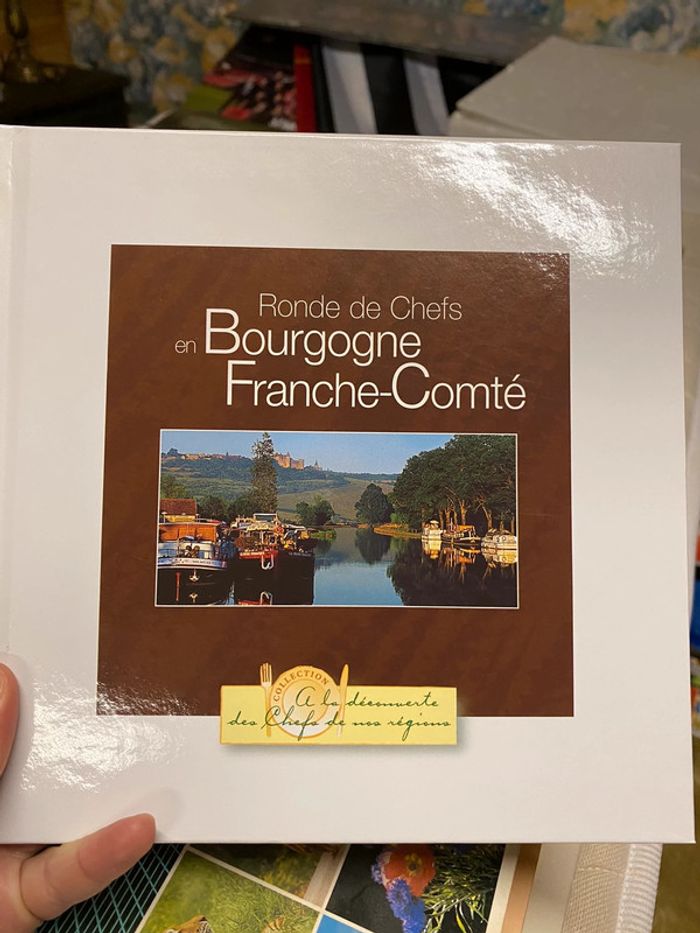 Ronde de Chefs
en Bourgogne
Franche-Comté
COLLECTION
A la découverte
des Chefs de nos régions